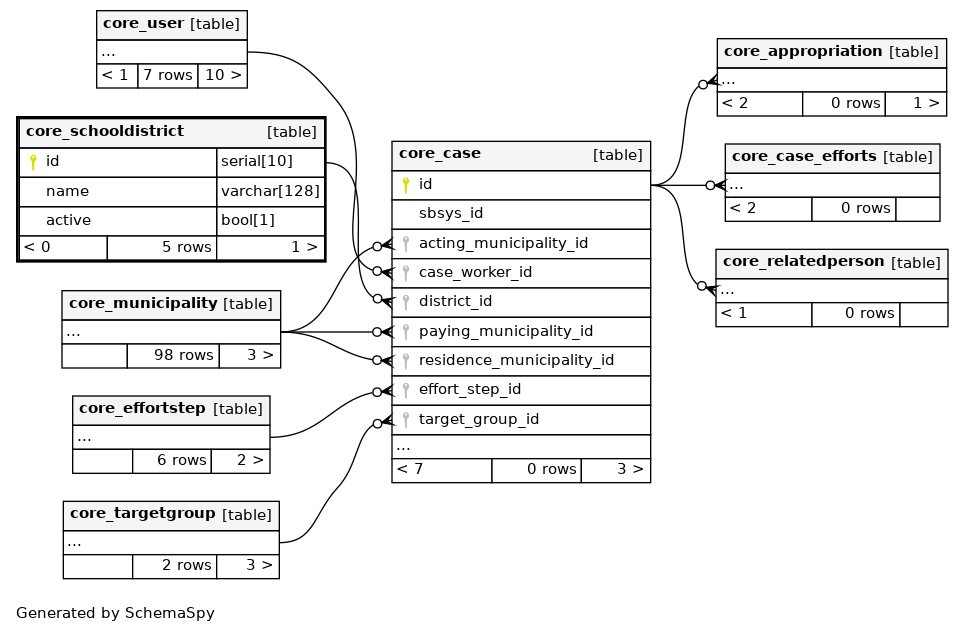 core_user [table]
...
< 1 7 rows 10 >
core_schooldistrict [table]
id serial[10]
name varchar[128]
active bool[1]
< 0 5 rows 1 >
core_municipality [table]
...
98 rows 3 >
core_effortstep [table]
...
6 rows 2 >
core_targetgroup [table]
...
2 rows 3 >
core_case [table]
id
sbsys_id
acting_municipality_id
case_worker_id
district_id
paying_municipality_id
residence_municipality_id
effort_step_id
target_group_id
...
< 7 0 rows 3 >
core_appropriation [table]
...
< 2 0 rows 1 >
core_case_efforts [table]
...
< 2 0 rows
core_relatedperson [table]
...
< 1 0 rows
Generated by SchemaSpy